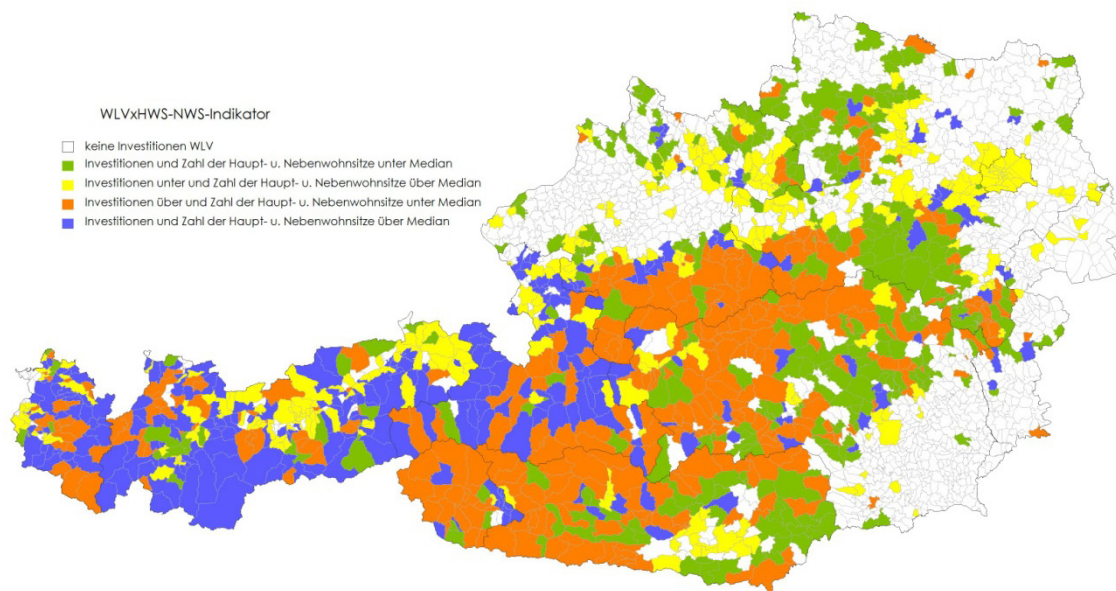 WLVxHWS-NWS-Indikator
keine Investitionen WLV
Investitionen und Zahl der Haupt- u. Nebenwohnsitze unter Median
Investitionen unter und Zahl der Haupt- u. Nebenwohnsitze über Median
Investitionen über und Zahl der Haupt- u. Nebenwohnsitze unter Median
Investitionen und Zahl der Haupt- u. Nebenwohnsitze über Median